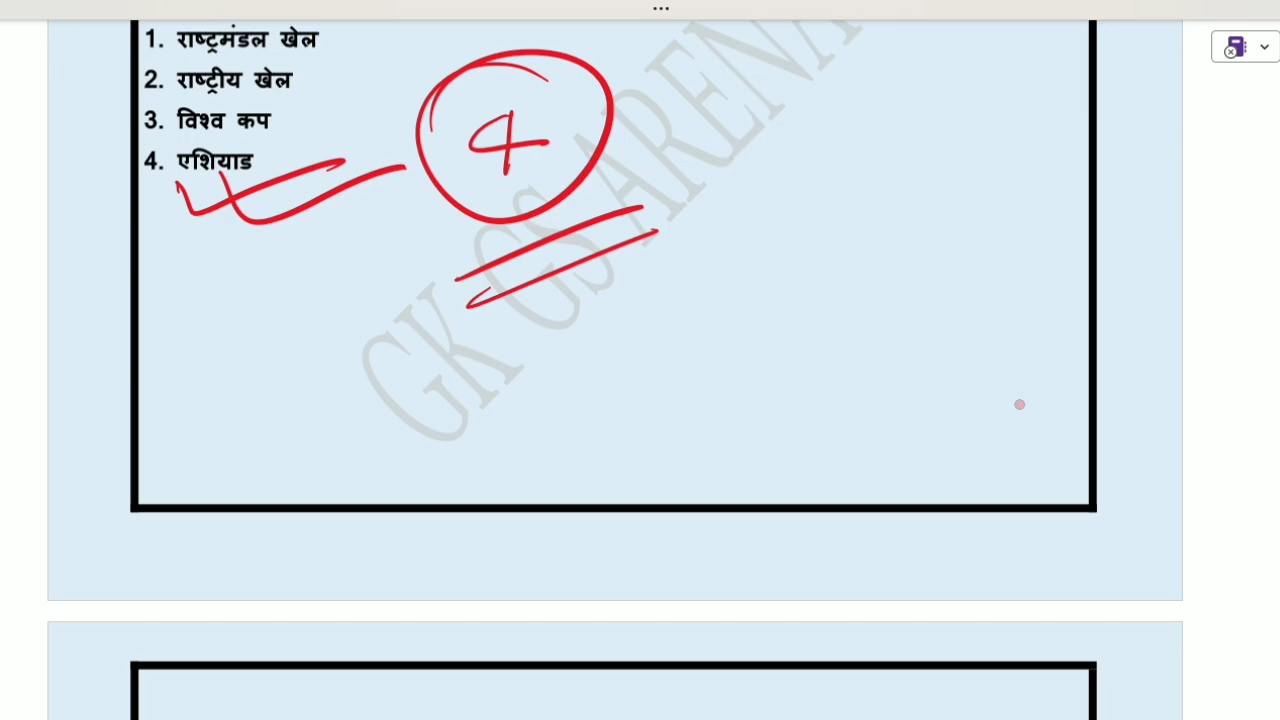 1. राष्ट्रमंडल खेल
2. राष्ट्रीय खेल
3. विश्व कप
4. एशियाड
4
GK GS ARENA